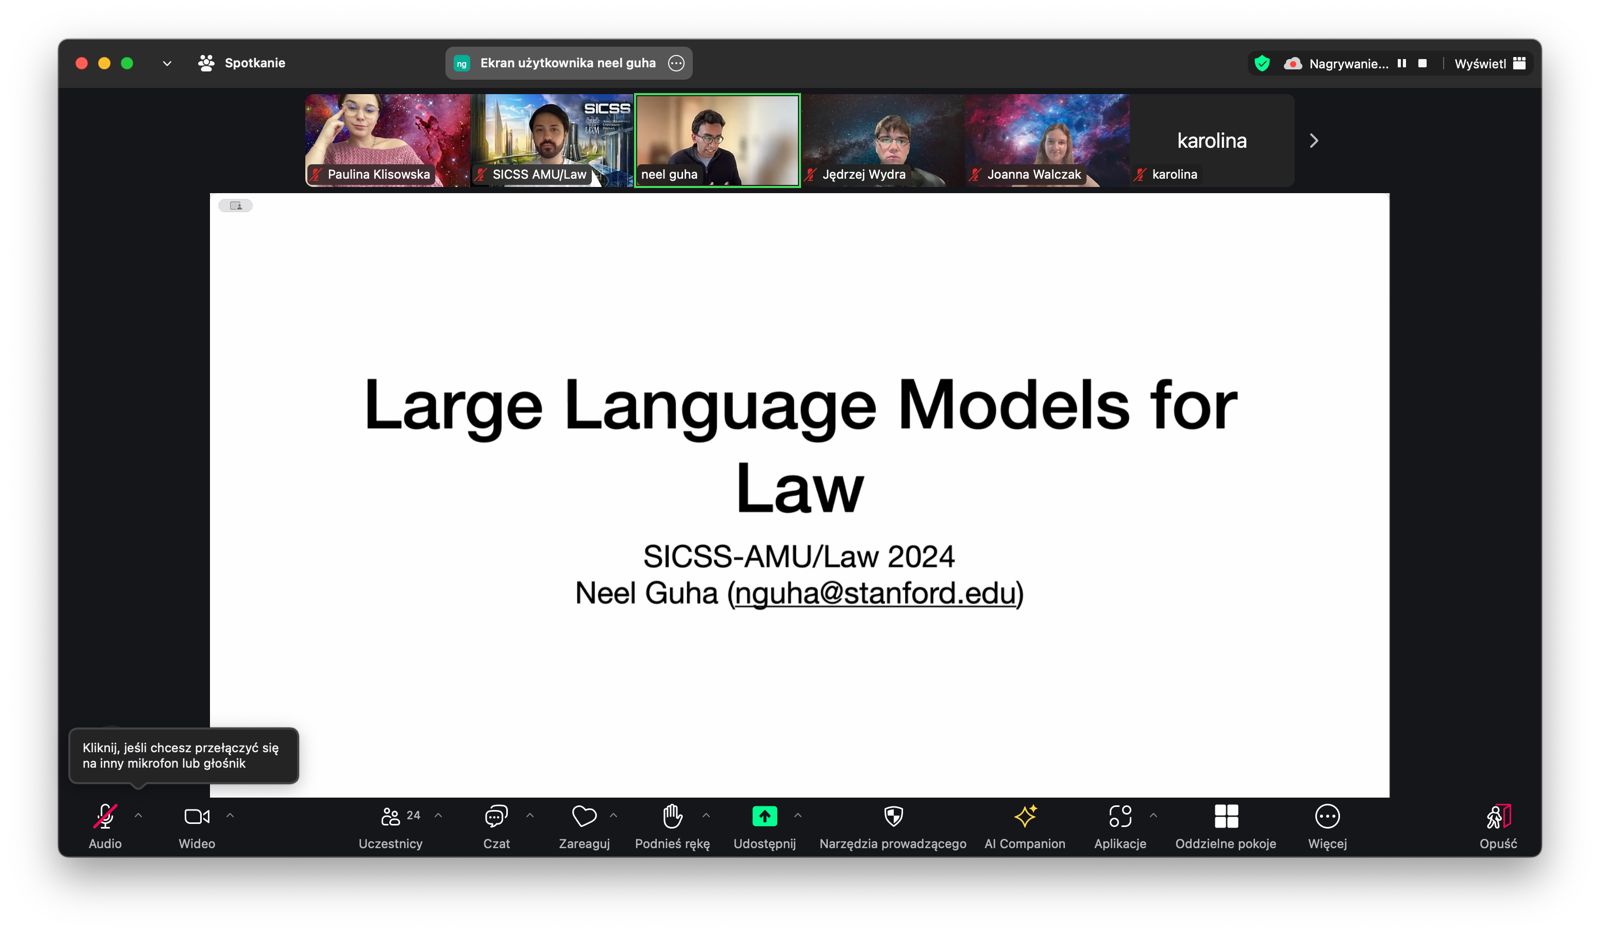 Spotkanie
ng Ekran użytkownika neel guha
Nagrywanie...
Wyświetl
SICSS
karolina
Paulina Klisowska
SICSS AMU/Law
neel guha
Jędrzej Wydra
Joanna Walczak
karolina
Large Language Models for
Law
SICSS-AMU/Law 2024
Neel Guha (nguha@stanford.edu)
Kliknij, jeśli chcesz przełączyć się
na inny mikrofon lub głośnik
Audio
Wideo
24
Uczestnicy
Czat
Zareaguj
Podnieś rękę
Udostępnij
Narzędzia prowadzącego
AI Companion
Aplikacje
Oddzielne pokoje
Więcej
Opuść